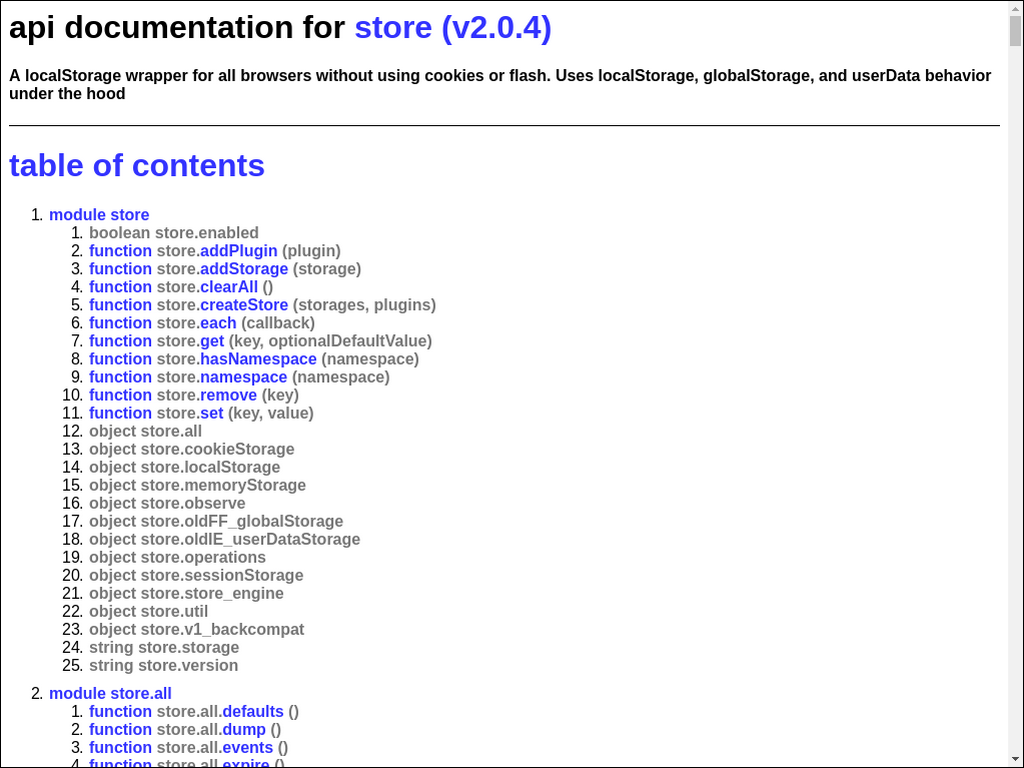 api documentation for store (v2.0.4)
A localStorage wrapper for all browsers without using cookies or flash. Uses localStorage, globalStorage, and userData behavior
under the hood
table of contents
1. module store
1. boolean store.enabled
2. function store.addPlugin (plugin)
3. function store.addStorage (storage)
4. function store.clearAll ()
5. function store.createStore (storages, plugins)
6. function store.each (callback)
7. function store.get (key, optionalDefaultValue)
8. function store.hasNamespace (namespace)
9. function store.namespace (namespace)
10. function store.remove (key)
11. function store.set (key, value)
12. object store.all
13. object store.cookieStorage
14. object store.localStorage
15. object store.memoryStorage
16. object store.observe
17. object store.oldFF_globalStorage
18. object store.oldIE_userDataStorage
19. object store.operations
20. object store.sessionStorage
21. object store.store_engine
22. object store.util
23. object store.v1_backcompat
24. string store.storage
25. string store.version
2. module store.all
1. function store.all.defaults ()
2. function store.all.dump ()
3. function store.all.events ()
4. function store.all.expire ()